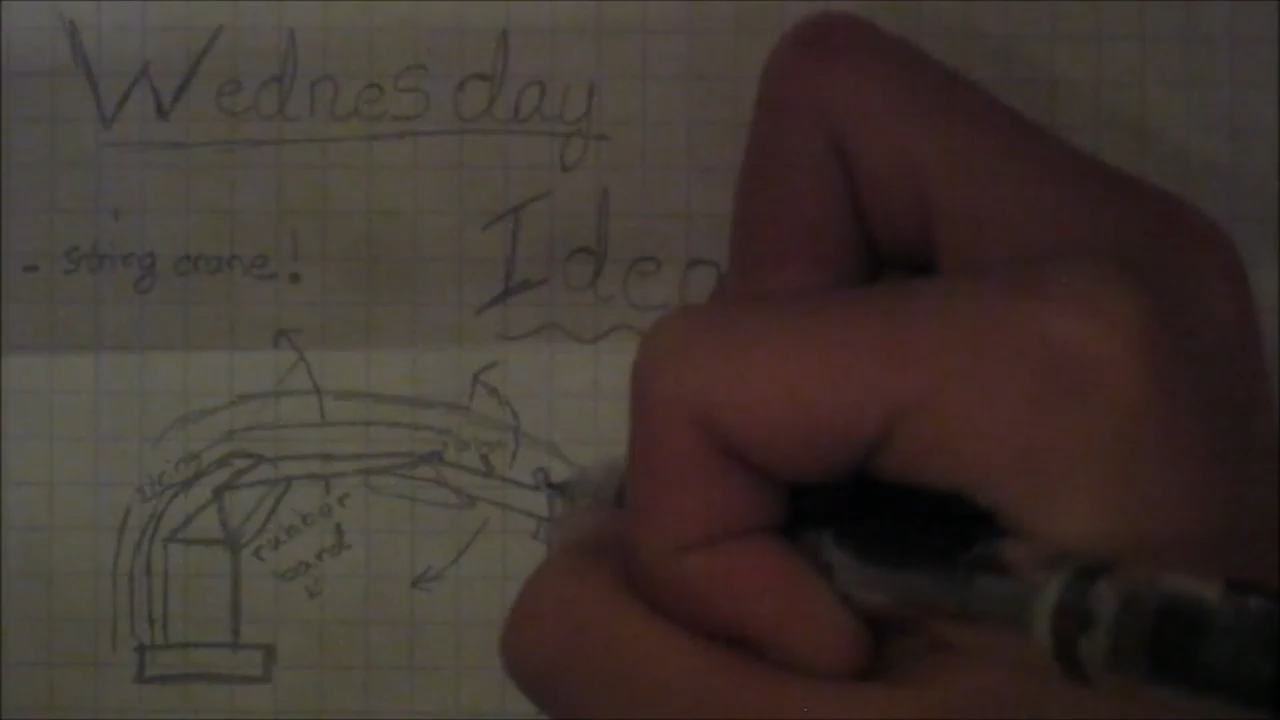 Wednesday
Idea
- string crane!
string
rubber
band